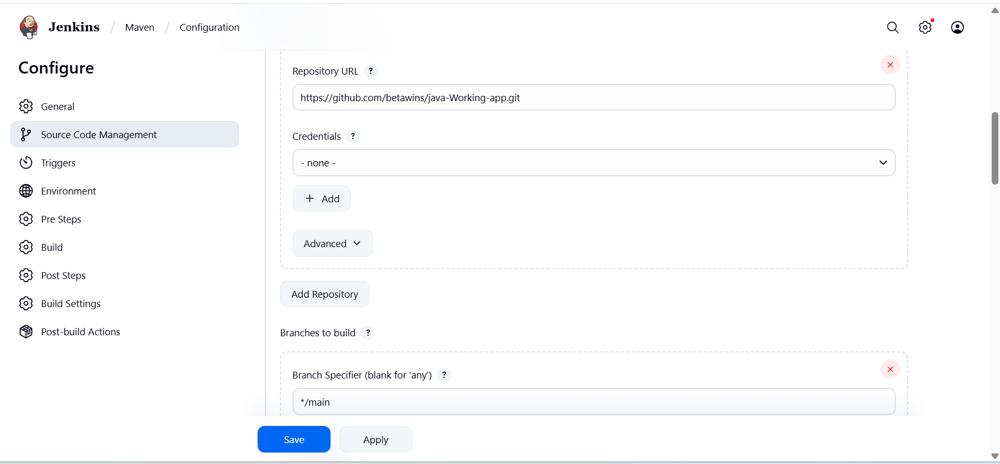 Jenkins / Maven / Configuration
Configure
General
Source Code Management
Triggers
Environment
Pre Steps
Build
Post Steps
Build Settings
Post-build Actions
Repository URL ?
https://github.com/betawins/java-Working-app.git
Credentials ?
- none -
+ Add
Advanced
Add Repository
Branches to build ?
Branch Specifier (blank for 'any') ?
*/main
Save
Apply